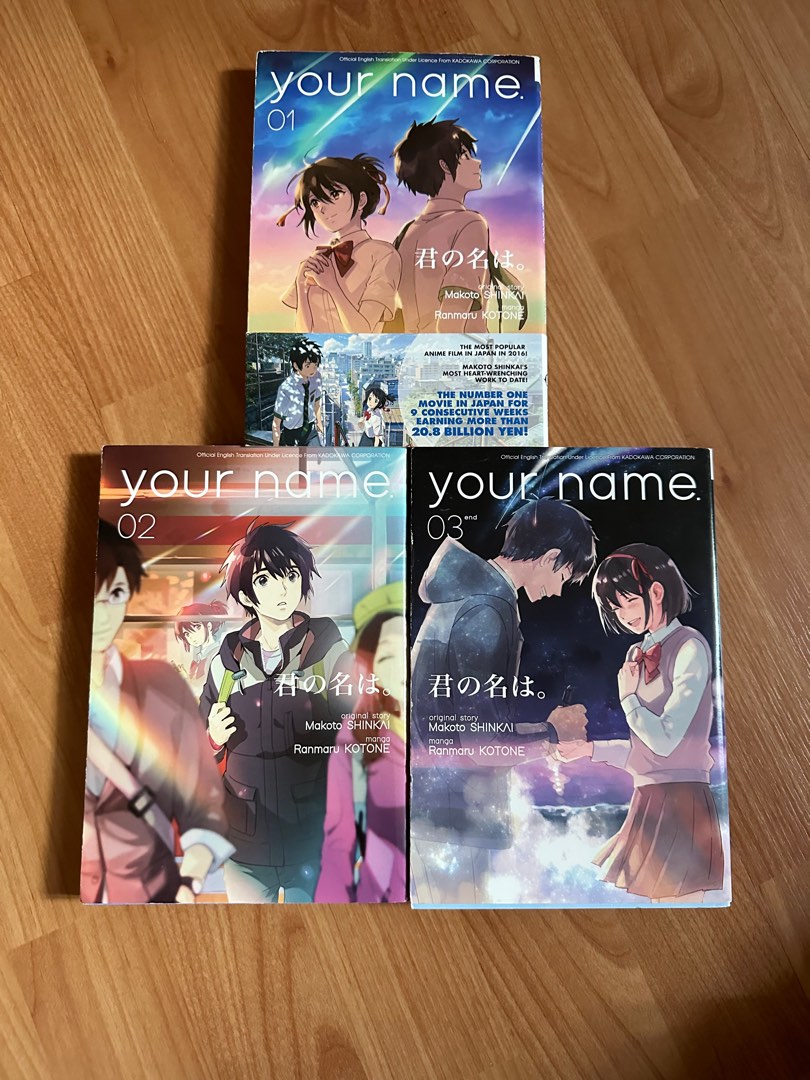 Official English Translation Under Licence From KADOKAWA CORPORATION
your name.
01
君の名は。
original story
Makoto SHINKAI
manga
Ranmaru KOTONE
THE MOST POPULAR
ANIME FILM IN JAPAN IN 2016!
MAKOTO SHINKAI'S
MOST HEART-WRENCHING
WORK TO DATE!
THE NUMBER ONE
MOVIE IN JAPAN FOR
9 CONSECUTIVE WEEKS
EARNING MORE THAN
20.8 BILLION YEN!
Official English Translation Under Licence From KADOKAWA CORPORATION
your name.
02
君の名は。
original story
Makoto SHINKAI
manga
Ranmaru KOTONE
Official English Translation Under Licence From KADOKAWA CORPORATION
your name.
03 end
君の名は。
original story
Makoto SHINKAI
manga
Ranmaru KOTONE